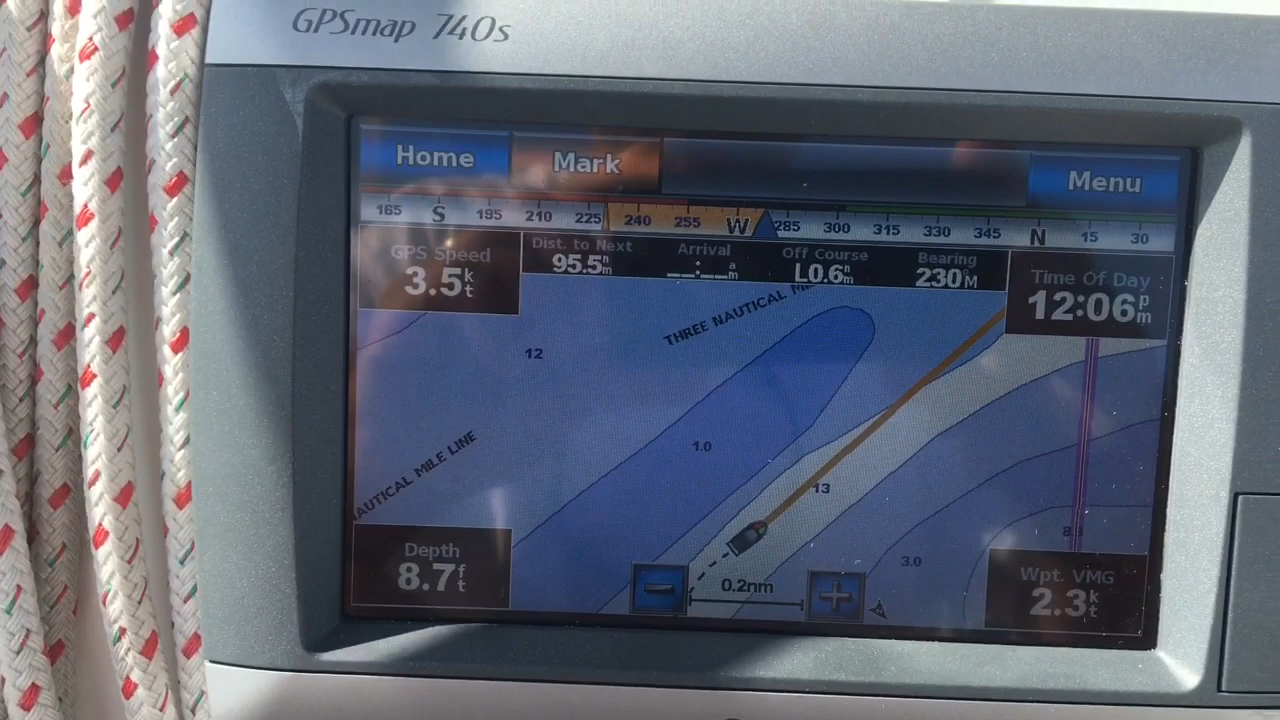 GPSmap 740s
Home Mark Menu
165 S 195 210 225 240 255 W 285 300 315 330 345 N 15 30
GPS Speed
3.5kt
Dist. to Next
95.5nm
Arrival
__:__am
Off Course
L0.6nm
Bearing
230°M
Time Of Day
12:06pm
THREE NAUTICAL
12
1.0
NAUTICAL MILE LINE
13
3.0
Depth
8.7ft
0.2nm
Wpt. VMG
2.3kt